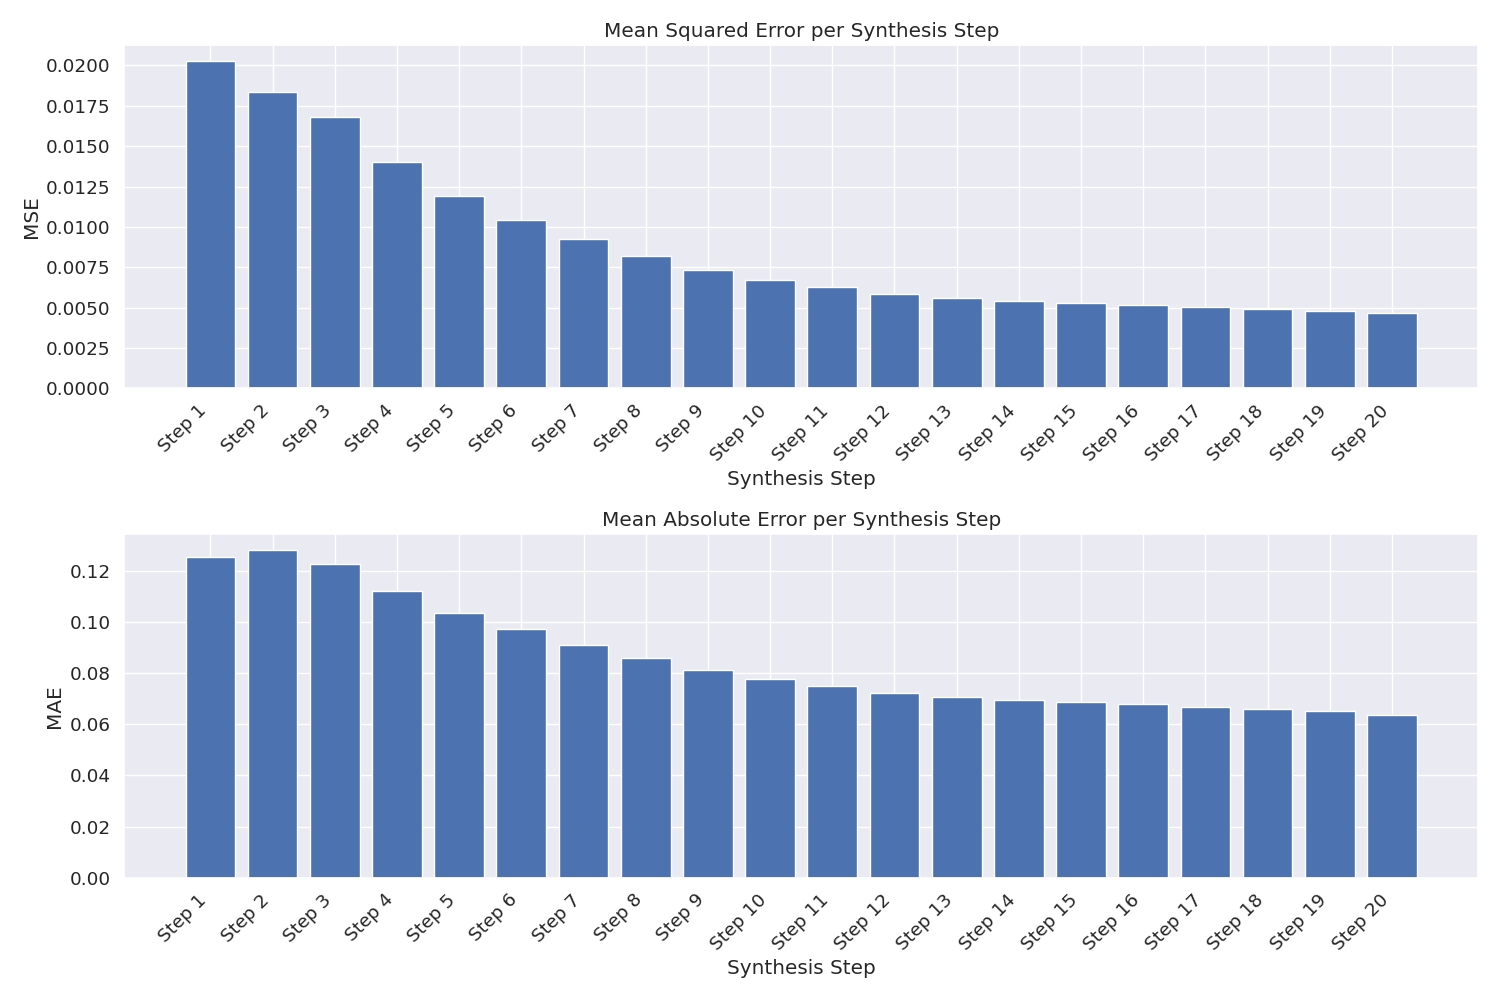 Mean Squared Error per Synthesis Step
0.0200
0.0175
0.0150
0.0125
0.0100
0.0075
0.0050
0.0025
0.0000
MSE
Step 1
Step 2
Step 3
Step 4
Step 5
Step 6
Step 7
Step 8
Step 9
Step 10
Step 11
Step 12
Step 13
Step 14
Step 15
Step 16
Step 17
Step 18
Step 19
Step 20
Synthesis Step
Mean Absolute Error per Synthesis Step
0.12
0.10
0.08
0.06
0.04
0.02
0.00
MAE
Step 1
Step 2
Step 3
Step 4
Step 5
Step 6
Step 7
Step 8
Step 9
Step 10
Step 11
Step 12
Step 13
Step 14
Step 15
Step 16
Step 17
Step 18
Step 19
Step 20
Synthesis Step